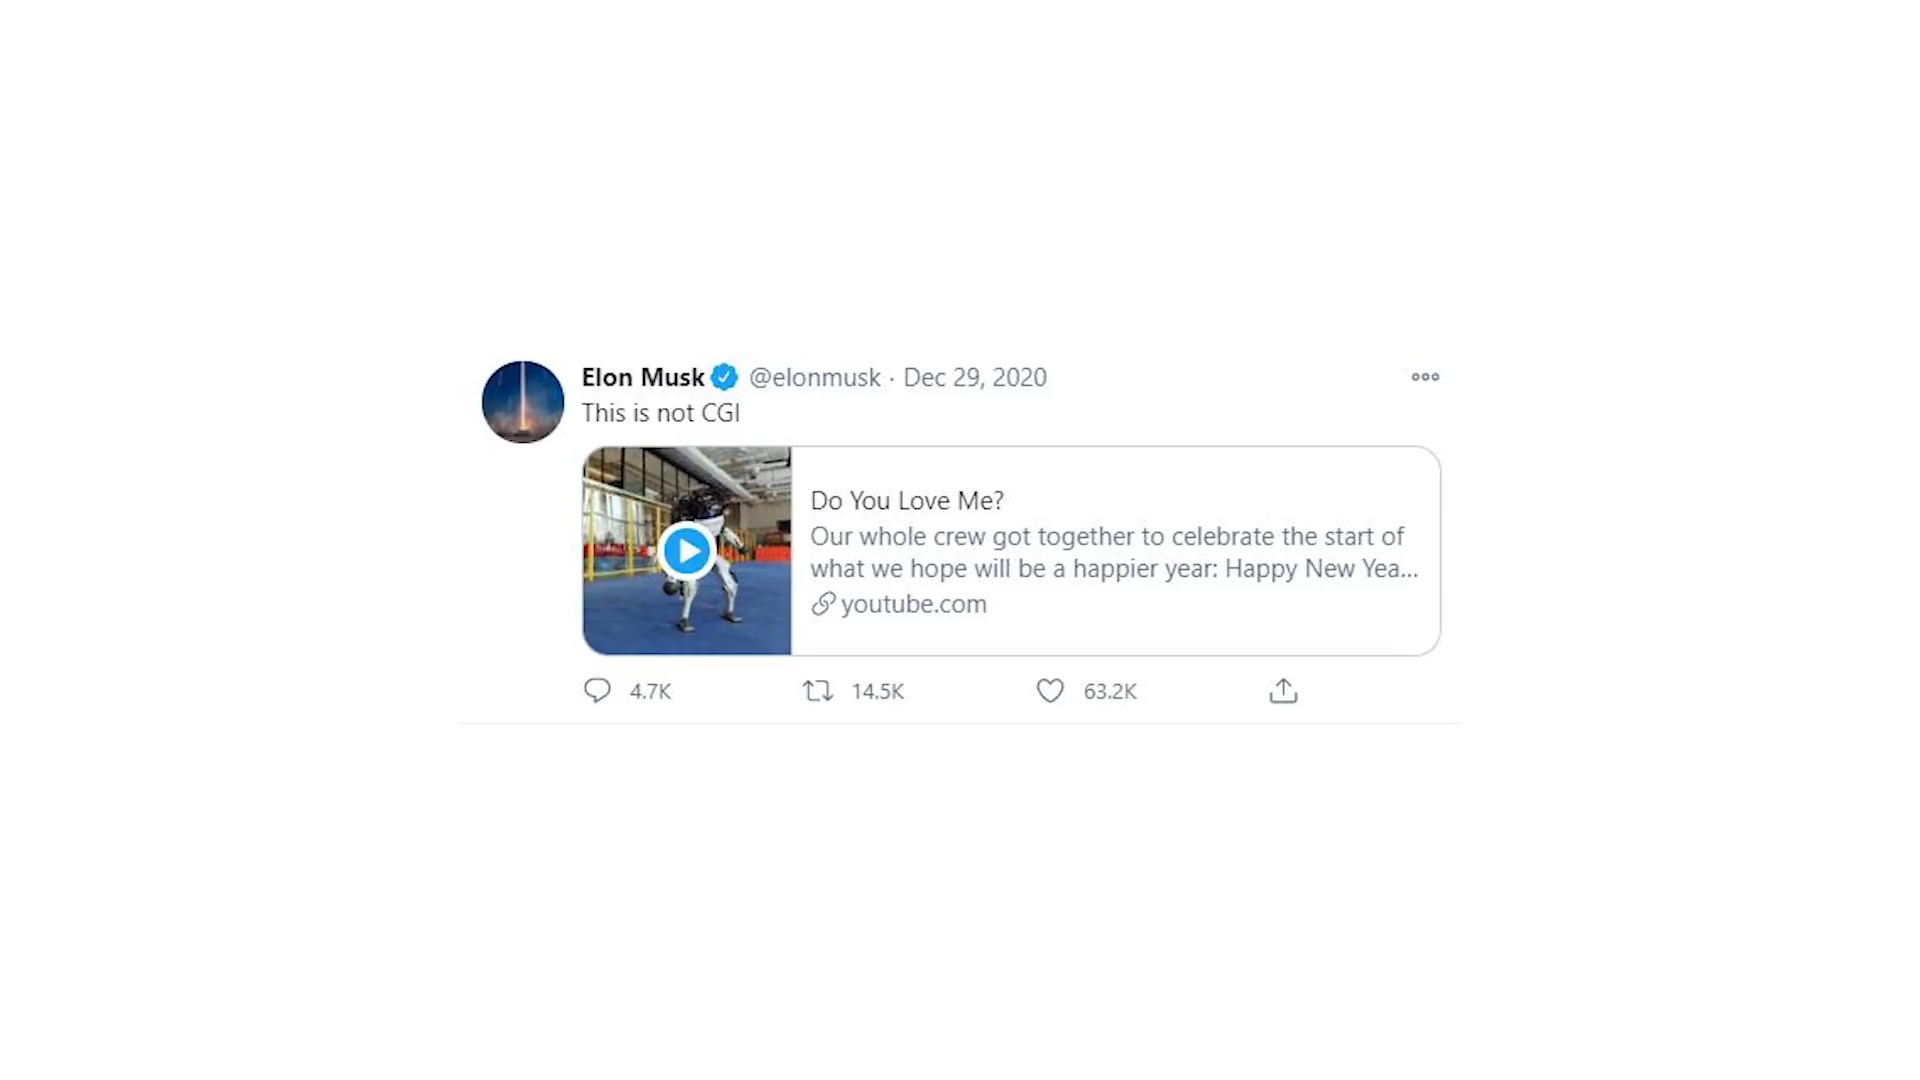 Elon Musk @elonmusk · Dec 29, 2020
This is not CGI
Do You Love Me?
Our whole crew got together to celebrate the start of
what we hope will be a happier year: Happy New Yea...
youtube.com
4.7K 14.5K 63.2K